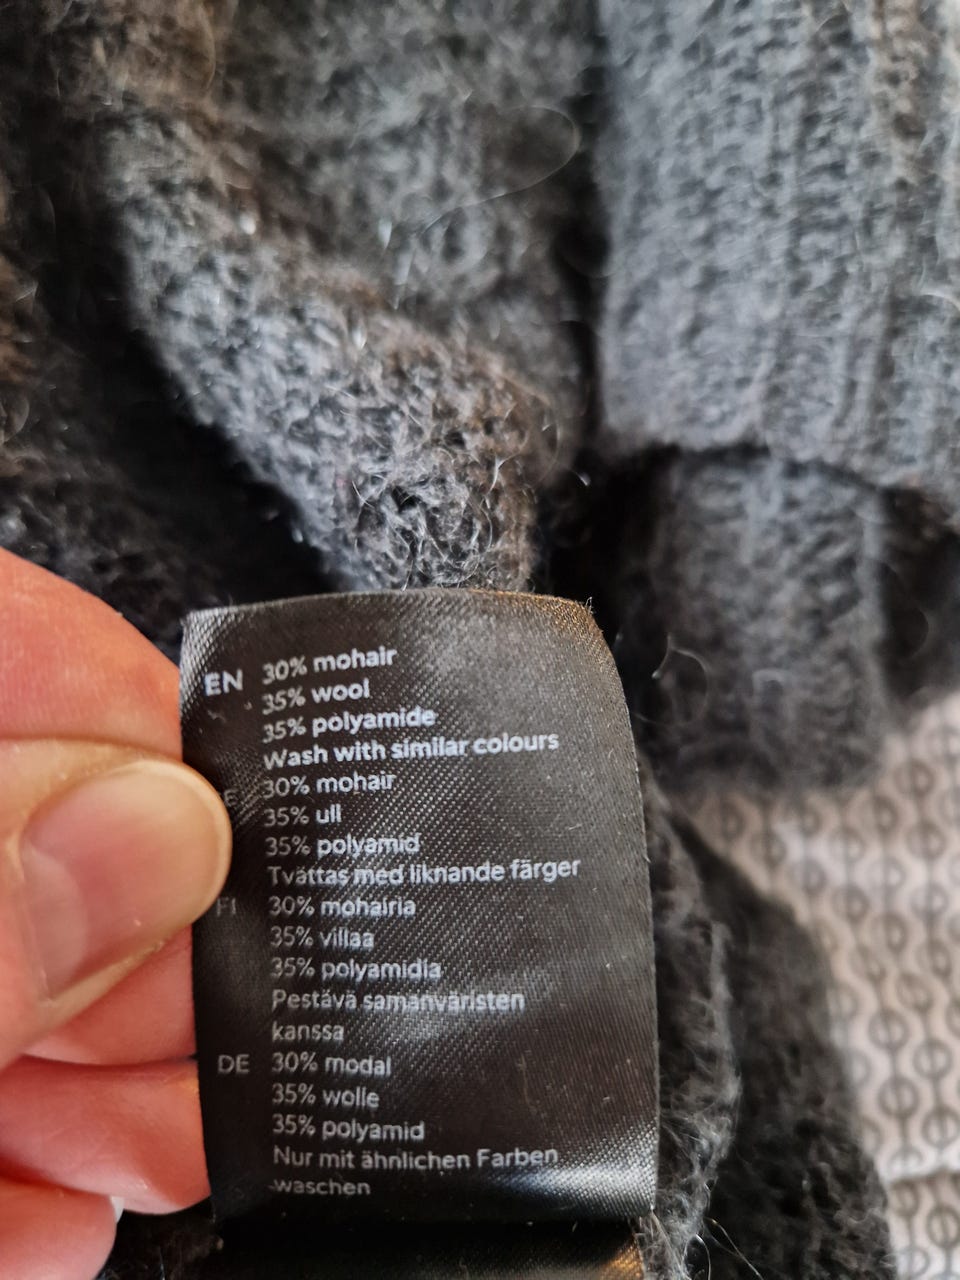 EN 30% mohair
35% wool
35% polyamide
Wash with similar colours
30% mohair
35% ull
35% polyamid
Tvättas med liknande färger
FI 30% mohairia
35% villaa
35% polyamidia
Pestävä samanväristen
kanssa
DE 30% modal
35% wolle
35% polyamid
Nur mit ähnlichen Farben
waschen